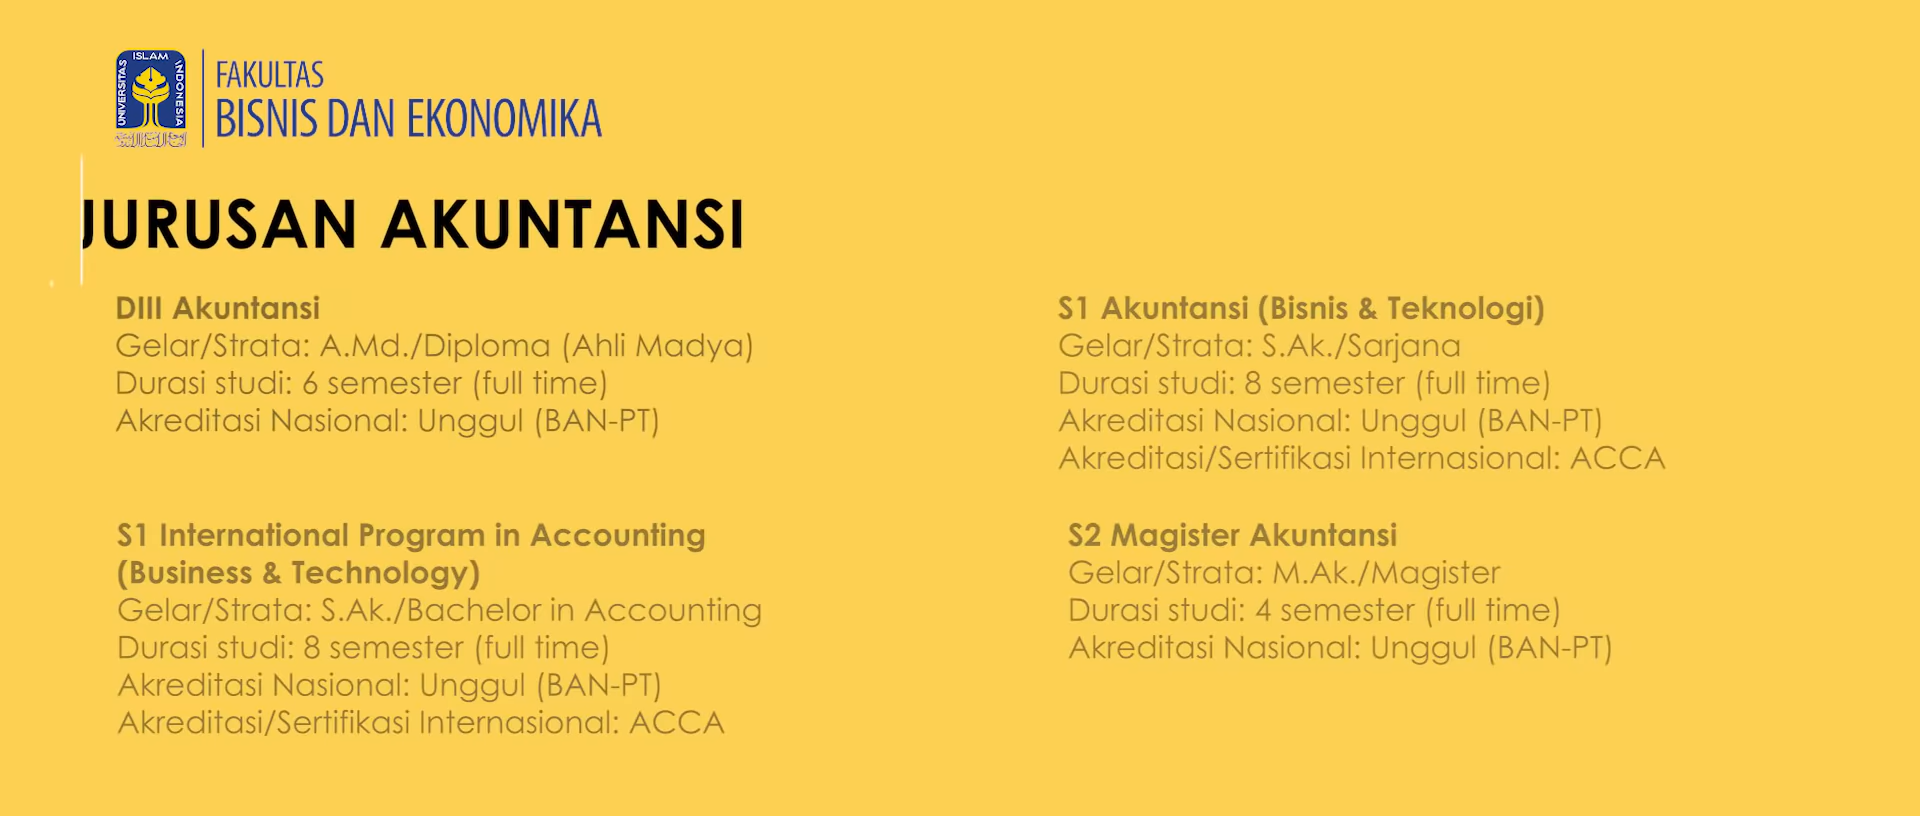 UNIVERSITAS ISLAM INDONESIA
FAKULTAS
BISNIS DAN EKONOMIKA
JURUSAN AKUNTANSI
DIII Akuntansi
Gelar/Strata: A.Md./Diploma (Ahli Madya)
Durasi studi: 6 semester (full time)
Akreditasi Nasional: Unggul (BAN-PT)
S1 Akuntansi (Bisnis & Teknologi)
Gelar/Strata: S.Ak./Sarjana
Durasi studi: 8 semester (full time)
Akreditasi Nasional: Unggul (BAN-PT)
Akreditasi/Sertifikasi Internasional: ACCA
S1 International Program in Accounting
(Business & Technology)
Gelar/Strata: S.Ak./Bachelor in Accounting
Durasi studi: 8 semester (full time)
Akreditasi Nasional: Unggul (BAN-PT)
Akreditasi/Sertifikasi Internasional: ACCA
S2 Magister Akuntansi
Gelar/Strata: M.Ak./Magister
Durasi studi: 4 semester (full time)
Akreditasi Nasional: Unggul (BAN-PT)